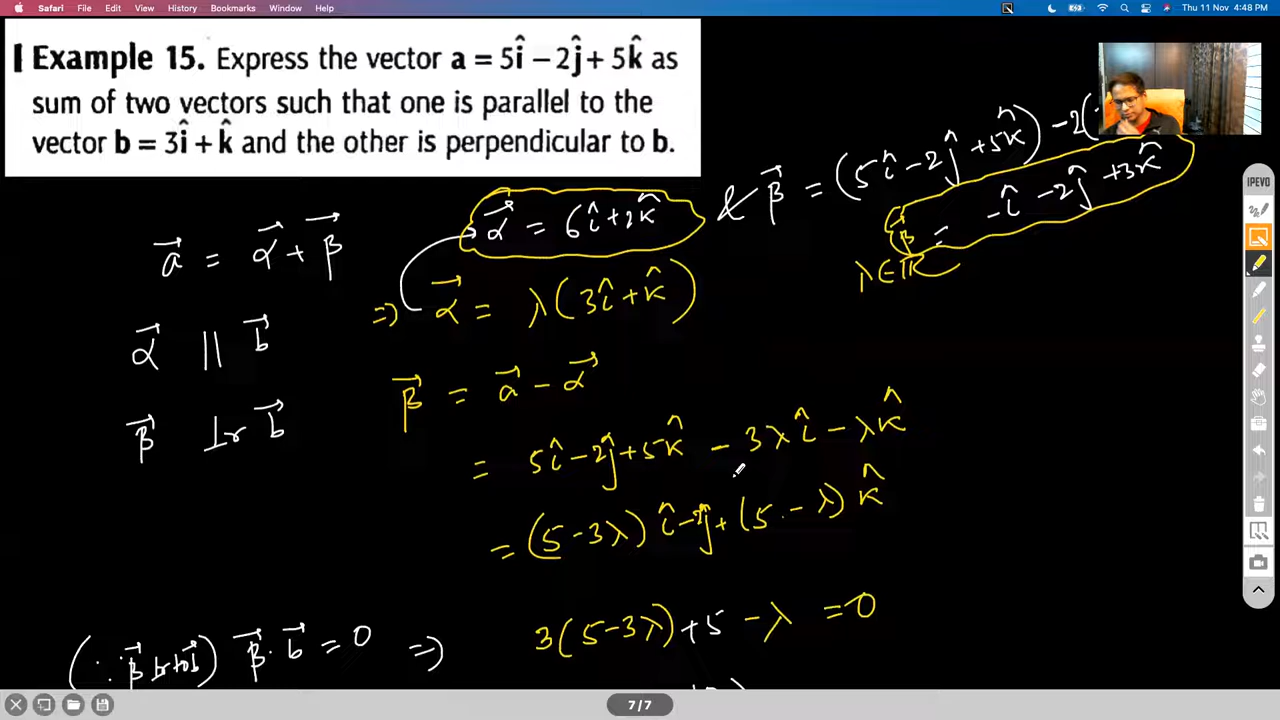 Safari File Edit View History Bookmarks Window Help Thu 11 Nov 4:48 PM
Example 15. Express the vector a = 5î − 2ĵ + 5k̂ as
sum of two vectors such that one is parallel to the
vector b = 3î + k̂ and the other is perpendicular to b.
IPEVO
α⃗ = 6î + 2k̂ & β⃗ = (5î − 2ĵ + 5k̂) − 2(
β⃗ = −î − 2ĵ + 3k̂
a⃗ = α⃗ + β⃗
λ ∈ ℝ
⇒ α⃗ = λ(3î + k̂)
α⃗ || b⃗
β⃗ = a⃗ − α⃗
β⃗ ⊥r b⃗
= 5î − 2ĵ + 5k̂ − 3λî − λk̂
= (5 − 3λ)î − 2ĵ + (5 − λ)k̂
(∵ β⃗ ⊥r to b⃗) β⃗ · b⃗ = 0 ⇒ 3(5 − 3λ) + 5 − λ = 0
7/7